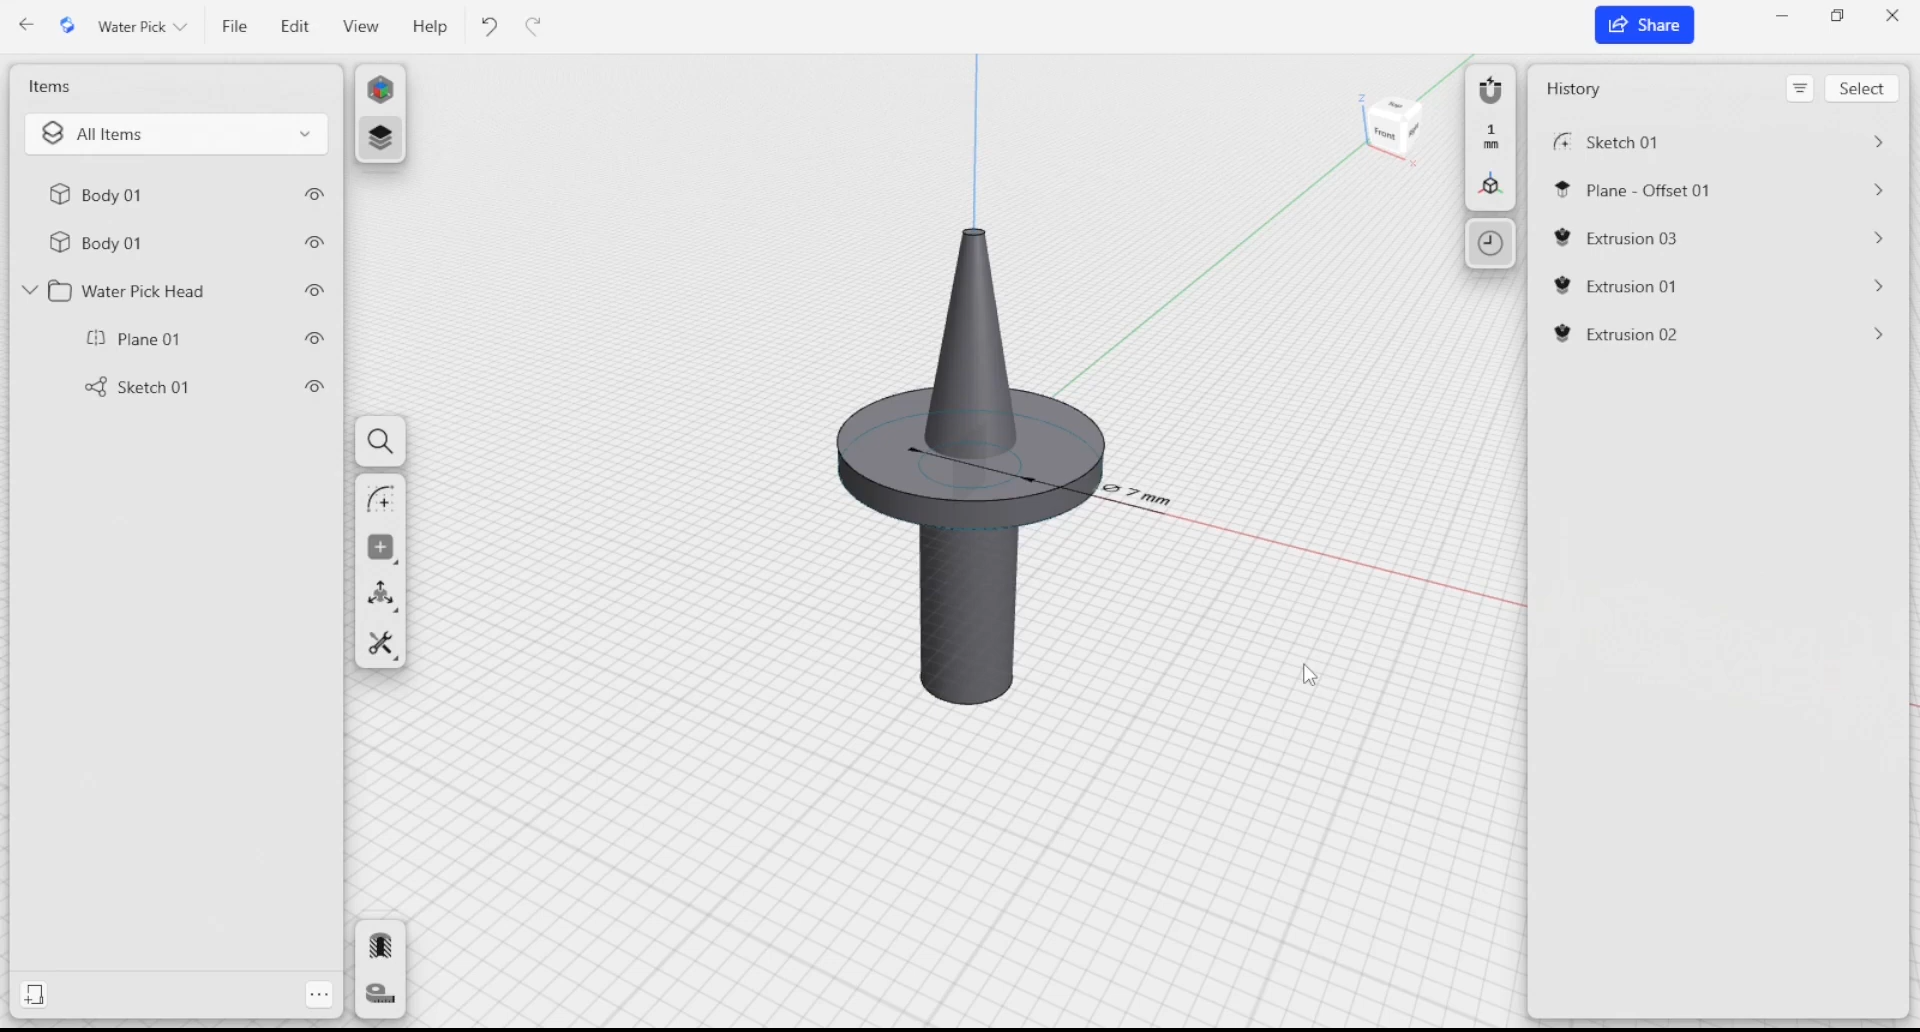 Water Pick
File
Edit
View
Help
Share
Items
All Items
Body 01
Body 01
Water Pick Head
Plane 01
Sketch 01
Z
Top
Front
Right
X
⌀ 7 mm
1
mm
History
Select
Sketch 01
Plane - Offset 01
Extrusion 03
Extrusion 01
Extrusion 02